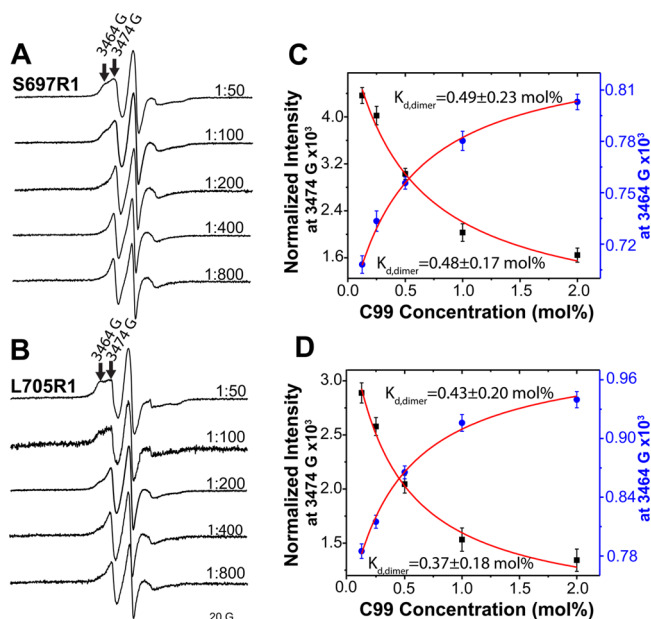 A
3464 G
3474 G
S697R1
1:50
1:100
1:200
1:400
1:800
B
3464 G
3474 G
L705R1
1:50
1:100
1:200
1:400
1:800
20 G
C
Normalized Intensity
at 3474 G x10³
4.0
3.2
2.4
1.6
K_d,dimer=0.49±0.23 mol%
K_d,dimer=0.48±0.17 mol%
0.81
0.78
0.75
0.72
at 3464 G x10³
0.0 0.5 1.0 1.5 2.0
C99 Concentration (mol%)
D
Normalized Intensity
at 3474 G x10³
3.0
2.5
2.0
1.5
K_d,dimer=0.43±0.20 mol%
K_d,dimer=0.37±0.18 mol%
0.96
0.90
0.84
0.78
at 3464 G x10³
0.0 0.5 1.0 1.5 2.0
C99 Concentration (mol%)